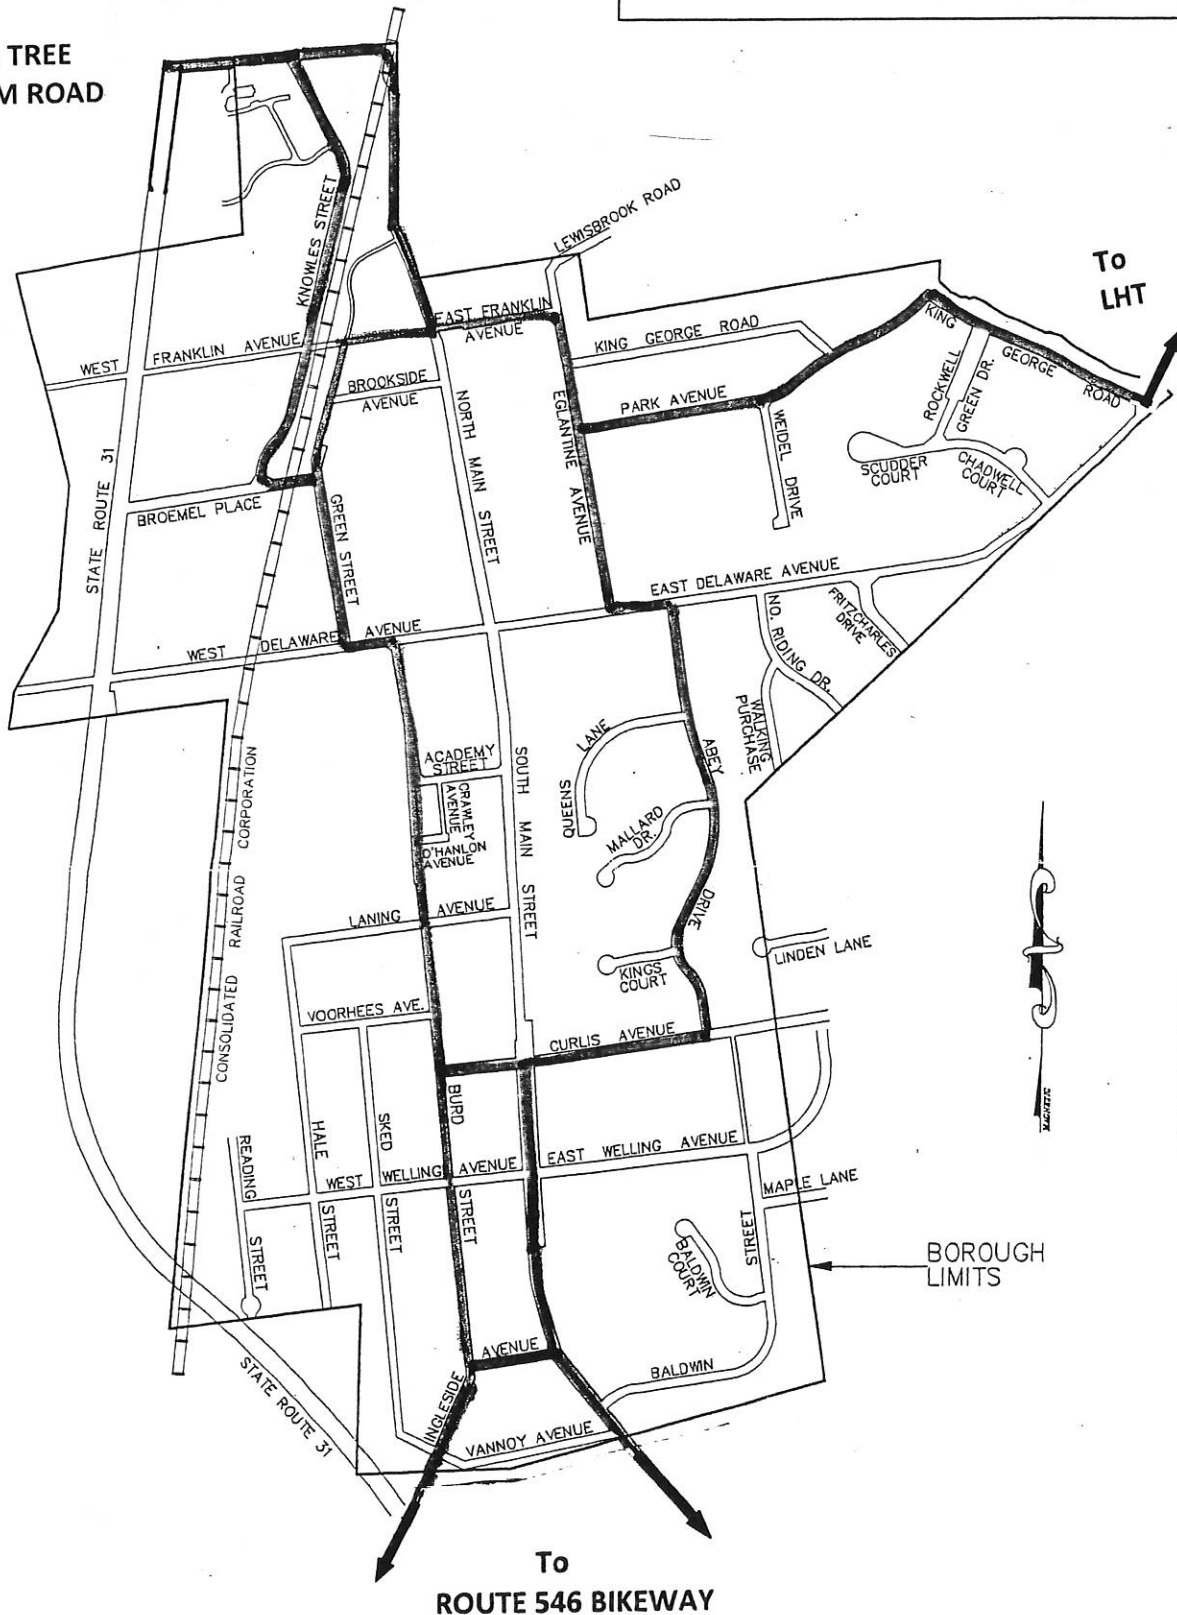 TREE
M ROAD
To
LHT
LEWISBROOK ROAD
KNOWLES STREET
EAST FRANKLIN
AVENUE
WEST FRANKLIN AVENUE
KING GEORGE ROAD
KING GEORGE ROAD
BROOKSIDE
AVENUE
PARK AVENUE
ROCKWELL
GREEN DR.
NORTH MAIN STREET
EGLANTINE AVENUE
WEIDEL DRIVE
SCUDDER
COURT
CHADWELL
COURT
STATE ROUTE 31
BROEMEL PLACE
GREEN STREET
EAST DELAWARE AVENUE
WEST DELAWARE AVENUE
NO. RIDING DR.
FRITZCHARLES
DRIVE
WALKING
PURCHASE
QUEENS LANE
ABEY DRIVE
ACADEMY
STREET
CRAWLEY
AVENUE
O'HANLON
AVENUE
SOUTH MAIN STREET
MALLARD
DR.
CONSOLIDATED RAILROAD CORPORATION
LANING AVENUE
KINGS
COURT
LINDEN LANE
VOORHEES AVE.
CURLIS AVENUE
BURD STREET
HALE STREET
SKED STREET
READING STREET
WEST WELLING AVENUE
EAST WELLING AVENUE
MAPLE LANE
BALDWIN
COURT
BALDWIN STREET
BOROUGH
LIMITS
INGLESIDE AVENUE
VANNOY AVENUE
STATE ROUTE 31
To
ROUTE 546 BIKEWAY